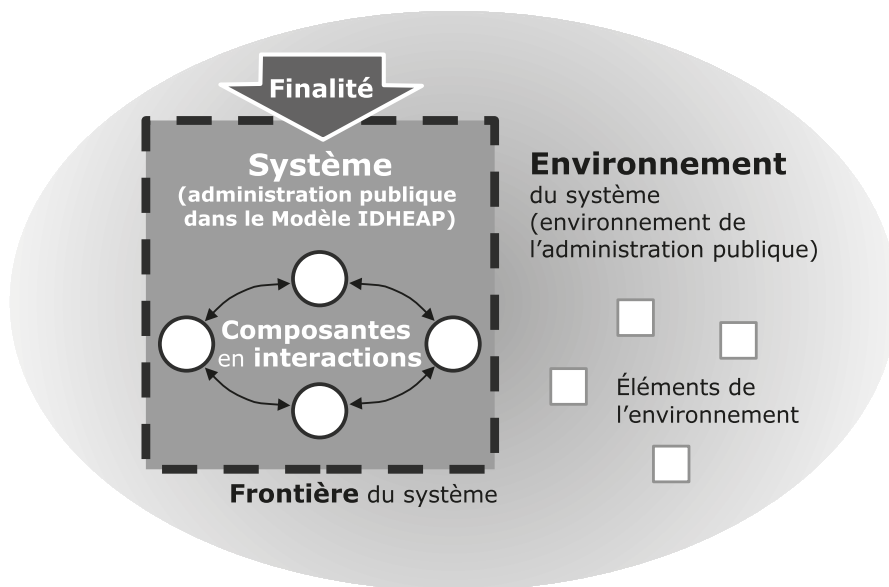 Finalité
Système
(administration publique
dans le Modèle IDHEAP)
Composantes
en interactions
Frontière du système
Environnement
du système
(environnement de
l’administration publique)
Éléments de
l’environnement